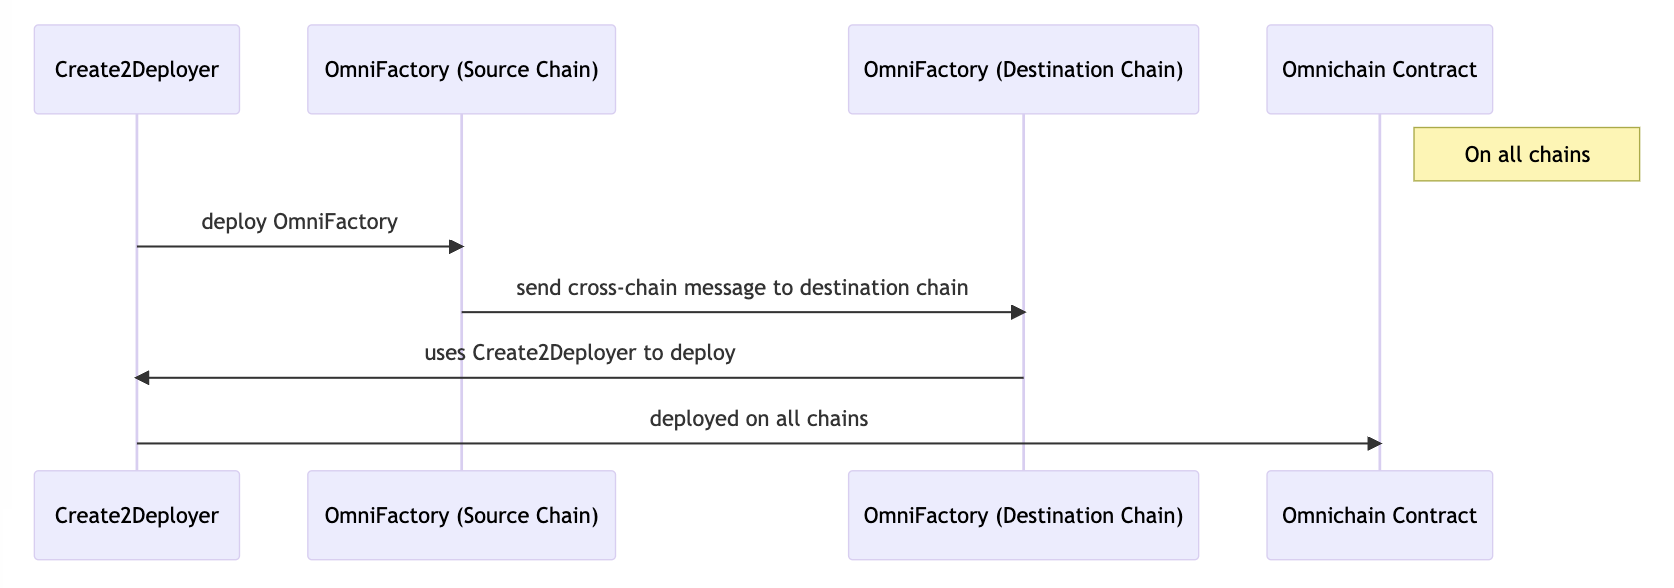 Create2Deployer
OmniFactory (Source Chain)
OmniFactory (Destination Chain)
Omnichain Contract
On all chains
deploy OmniFactory
send cross-chain message to destination chain
uses Create2Deployer to deploy
deployed on all chains
Create2Deployer
OmniFactory (Source Chain)
OmniFactory (Destination Chain)
Omnichain Contract